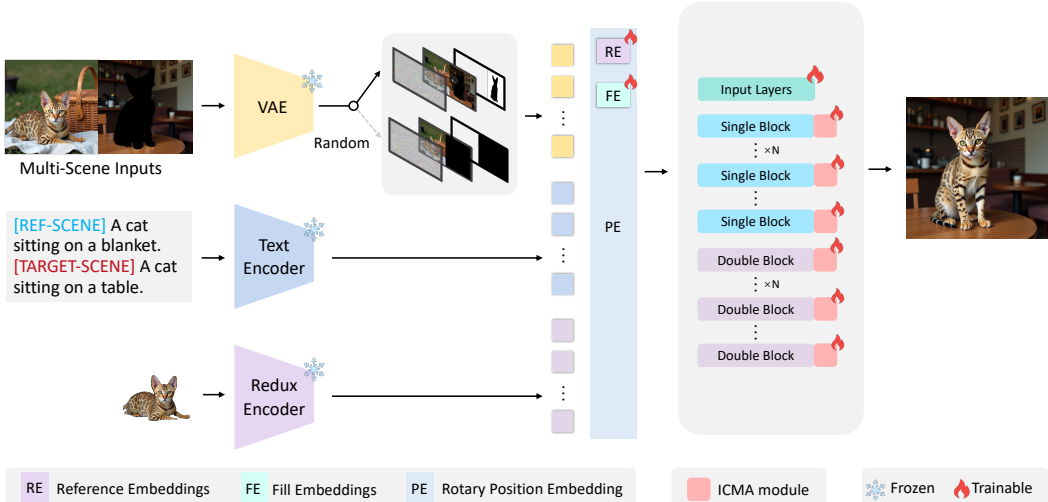 Multi-Scene Inputs
VAE
Random
[REF-SCENE] A cat
sitting on a blanket.
[TARGET-SCENE] A cat
sitting on a table.
Text
Encoder
Redux
Encoder
RE
FE
PE
Input Layers
Single Block
⋮ ×N
Single Block
Single Block
Double Block
⋮ ×N
Double Block
Double Block
RE Reference Embeddings
FE Fill Embeddings
PE Rotary Position Embedding
ICMA module
Frozen
Trainable